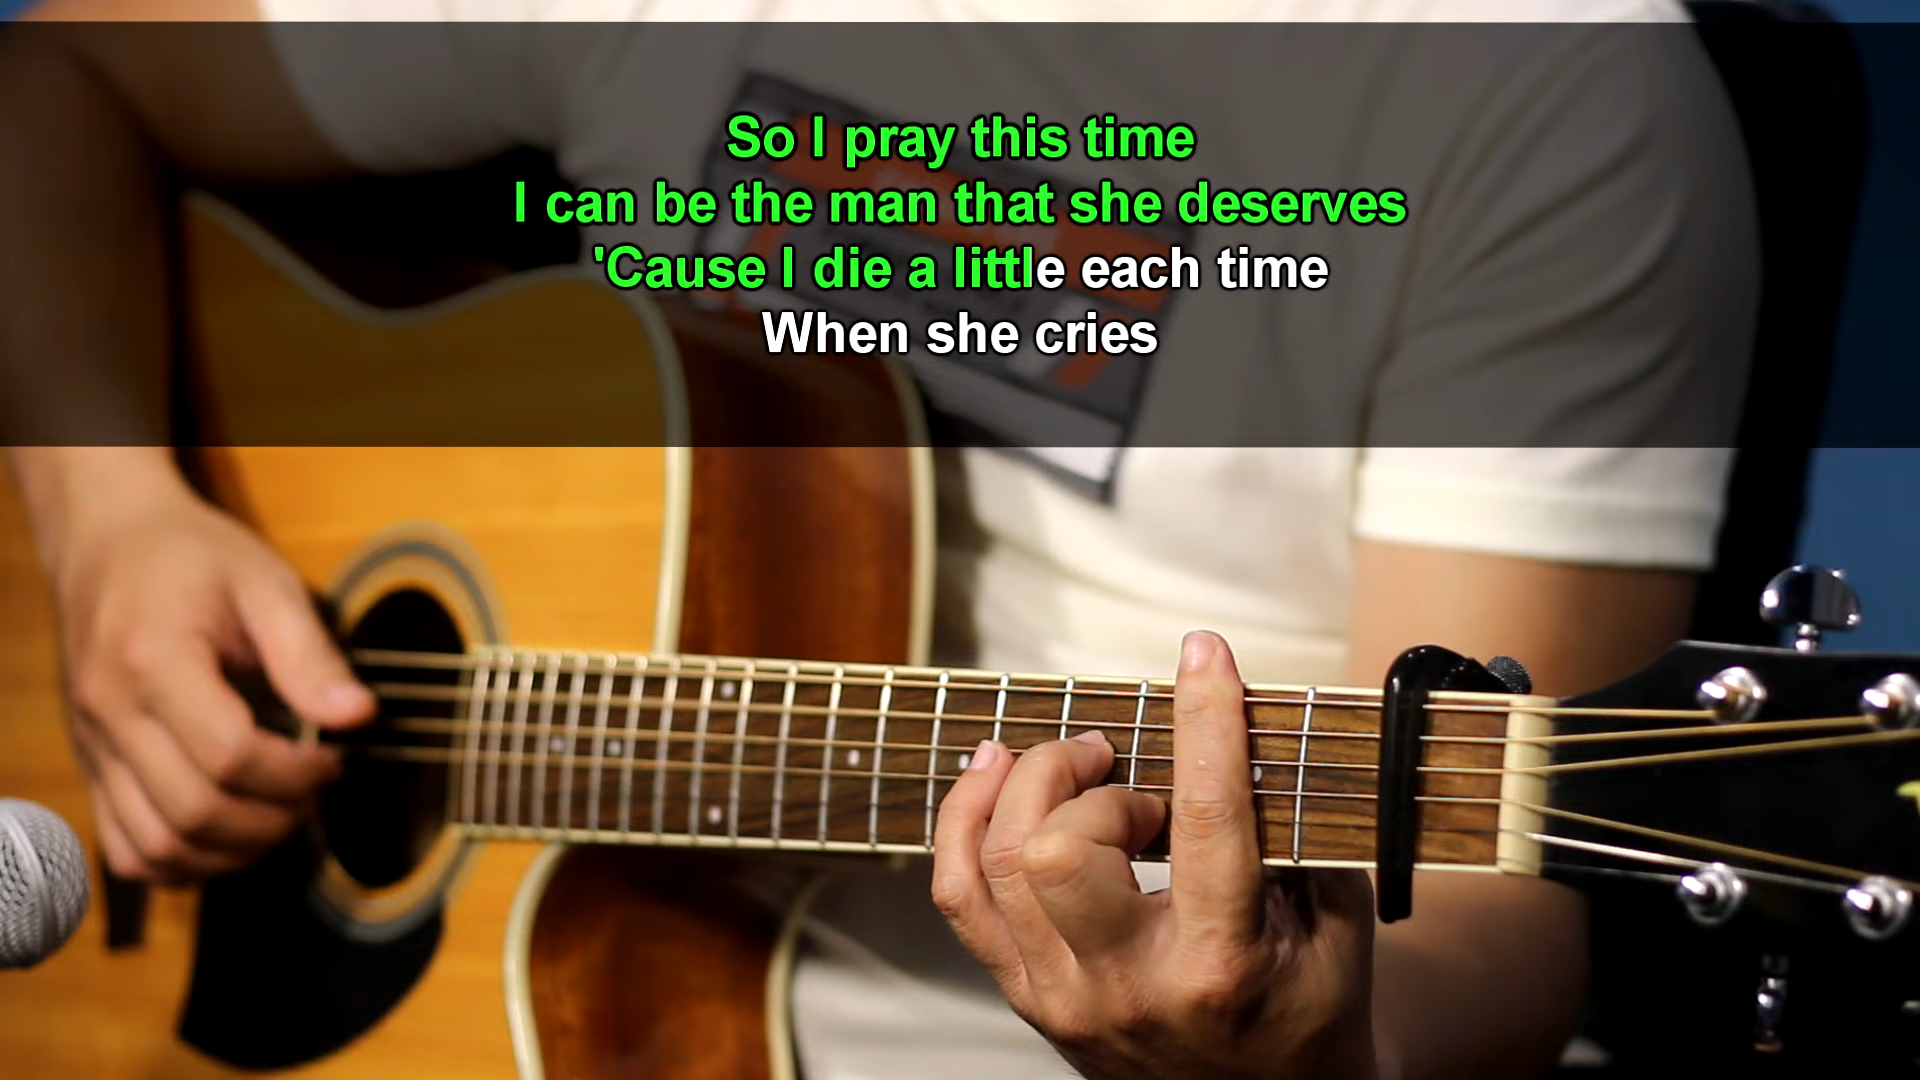 So I pray this time
I can be the man that she deserves
'Cause I die a little each time
When she cries